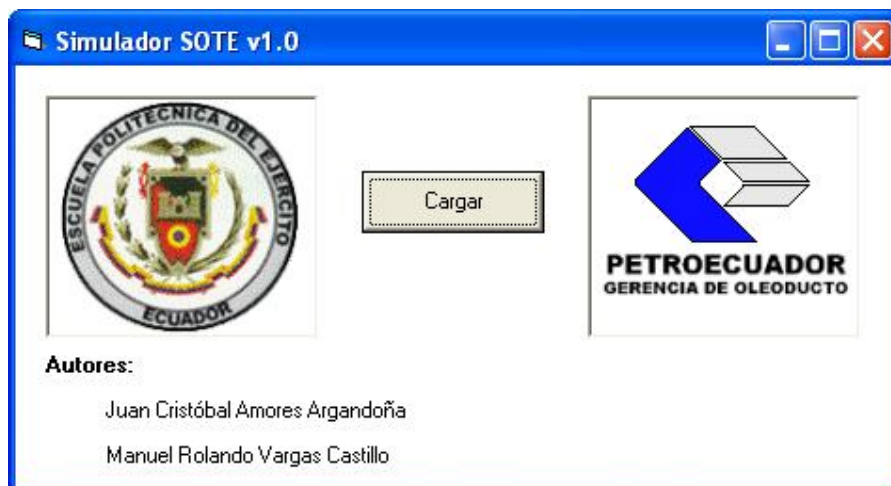 Simulador SOTE v1.0
ESCUELA POLITECNICA DEL EJERCITO
ECUADOR
Cargar
PETROECUADOR
GERENCIA DE OLEODUCTO
Autores:
Juan Cristóbal Amores Argandoña
Manuel Rolando Vargas Castillo